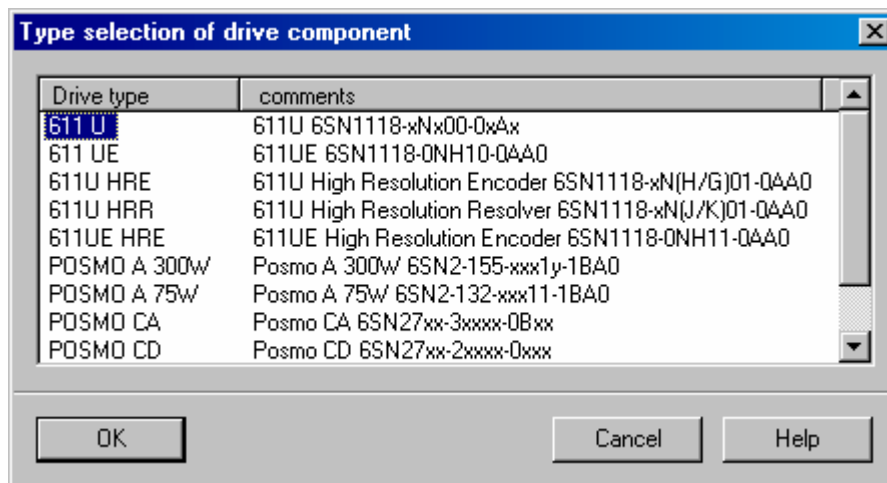 Type selection of drive component
Drive type comments
611 U 611U 6SN1118-xNx00-0xAx
611 UE 611UE 6SN1118-0NH10-0AA0
611U HRE 611U High Resolution Encoder 6SN1118-xN(H/G)01-0AA0
611U HRR 611U High Resolution Resolver 6SN1118-xN(J/K)01-0AA0
611UE HRE 611UE High Resolution Encoder 6SN1118-0NH11-0AA0
POSMO A 300W Posmo A 300W 6SN2-155-xxx1y-1BA0
POSMO A 75W Posmo A 75W 6SN2-132-xxx11-1BA0
POSMO CA Posmo CA 6SN27xx-3xxxx-0Bxx
POSMO CD Posmo CD 6SN27xx-2xxxx-0xxx
OK Cancel Help